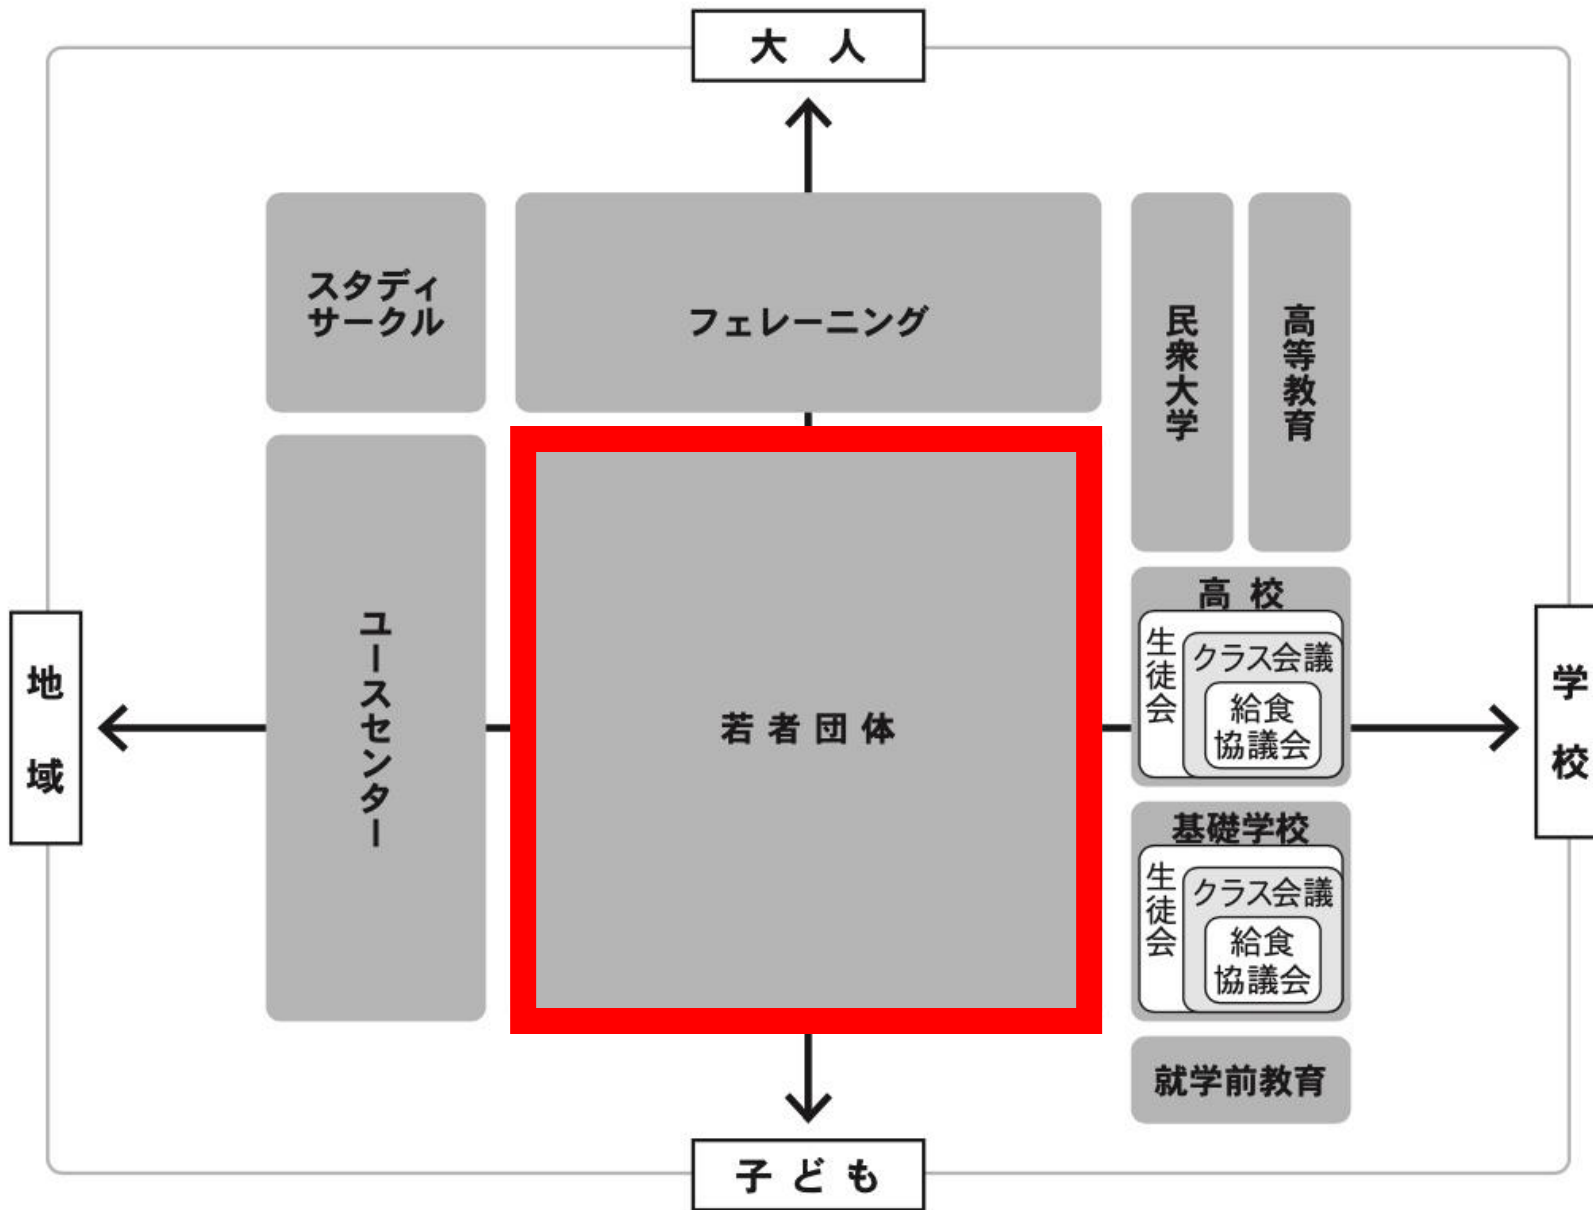 大人
スタディ
サークル
フェレーニング
民衆大学
高等教育
ユースセンター
若者団体
高校
生徒会
クラス会議
給食
協議会
基礎学校
生徒会
クラス会議
給食
協議会
就学前教育
地域
学校
子ども